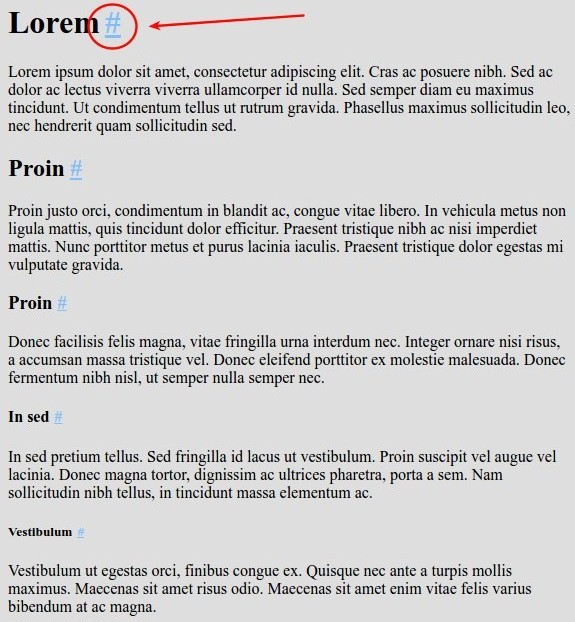 Lorem #
Lorem ipsum dolor sit amet, consectetur adipiscing elit. Cras ac posuere nibh. Sed ac
dolor ac lectus viverra viverra ullamcorper id nulla. Sed semper diam eu maximus
tincidunt. Ut condimentum tellus ut rutrum gravida. Phasellus maximus sollicitudin leo,
nec hendrerit quam sollicitudin sed.
Proin #
Proin justo orci, condimentum in blandit ac, congue vitae libero. In vehicula metus non
ligula mattis, quis tincidunt dolor efficitur. Praesent tristique nibh ac nisi imperdiet
mattis. Nunc porttitor metus et purus lacinia iaculis. Praesent tristique dolor egestas mi
vulputate gravida.
Proin #
Donec facilisis felis magna, vitae fringilla urna interdum nec. Integer ornare nisi risus,
a accumsan massa tristique vel. Donec eleifend porttitor ex molestie malesuada. Donec
fermentum nibh nisl, ut semper nulla semper nec.
In sed #
In sed pretium tellus. Sed fringilla id lacus ut vestibulum. Proin suscipit vel augue vel
lacinia. Donec magna tortor, dignissim ac ultrices pharetra, porta a sem. Nam
sollicitudin nibh tellus, in tincidunt massa elementum ac.
Vestibulum #
Vestibulum ut egestas orci, finibus congue ex. Quisque nec ante a turpis mollis
maximus. Maecenas sit amet risus odio. Maecenas sit amet enim vitae felis varius
bibendum at ac magna.